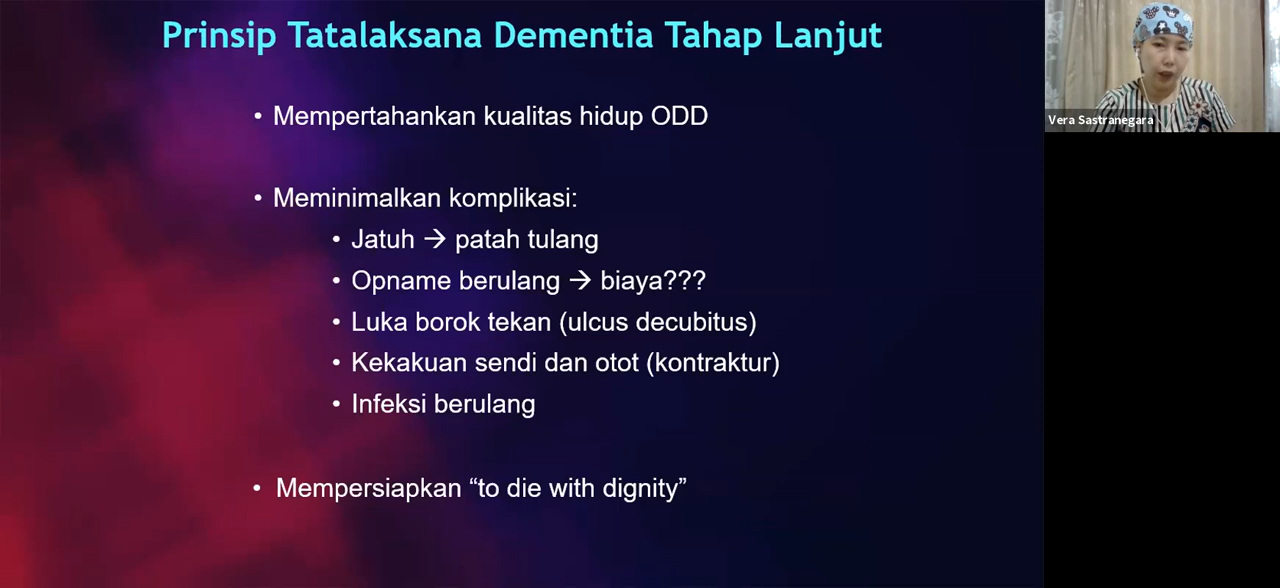 Prinsip Tatalaksana Dementia Tahap Lanjut
• Mempertahankan kualitas hidup ODD
• Meminimalkan komplikasi:
• Jatuh → patah tulang
• Opname berulang → biaya???
• Luka borok tekan (ulcus decubitus)
• Kekakuan sendi dan otot (kontraktur)
• Infeksi berulang
• Mempersiapkan “to die with dignity”
Vera Sastranegara